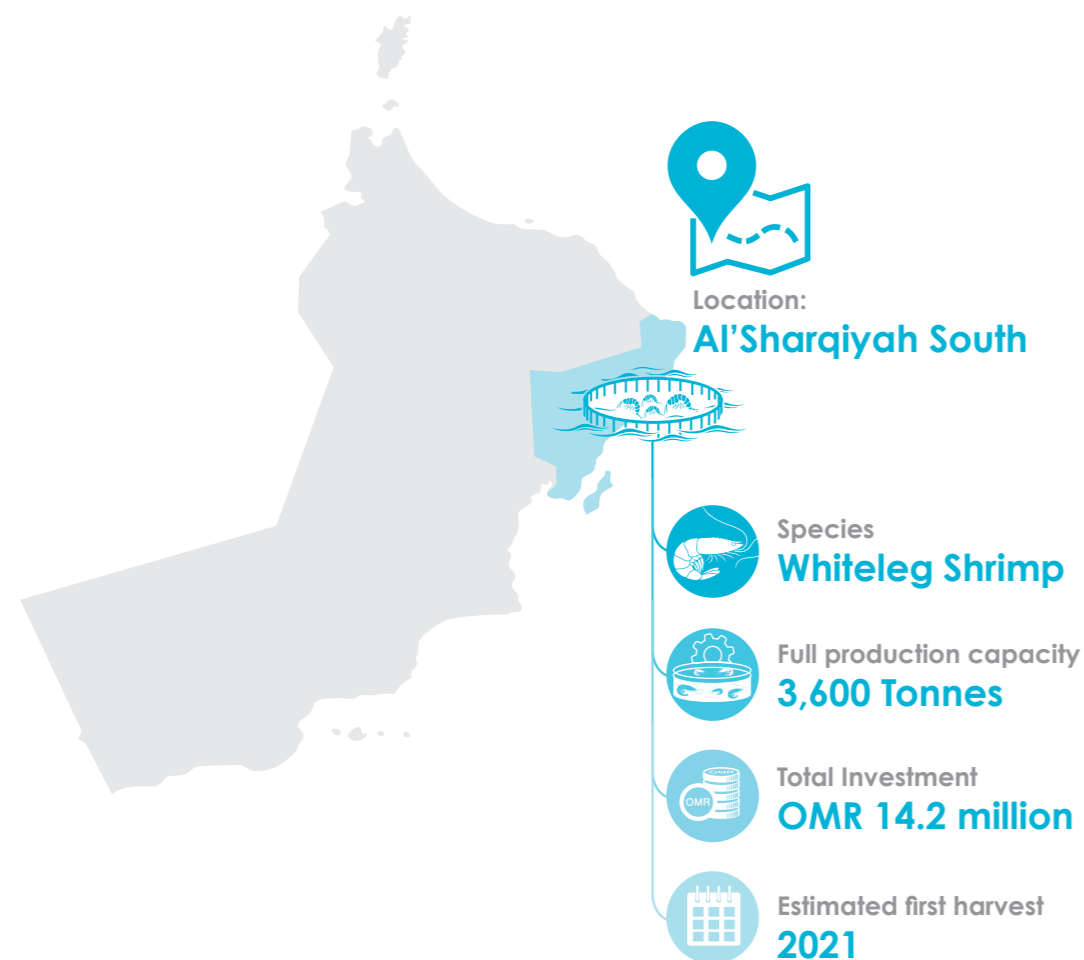 Location:
Al’Sharqiyah South
Species
Whiteleg Shrimp
Full production capacity
3,600 Tonnes
OMR
OMR
Total Investment
OMR 14.2 million
Estimated first harvest
2021